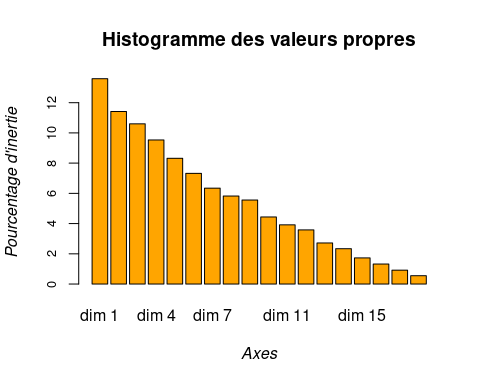 Histogramme des valeurs propres
Pourcentage d'inertie
12
10
8
6
4
2
0
dim 1 dim 4 dim 7 dim 11 dim 15
Axes